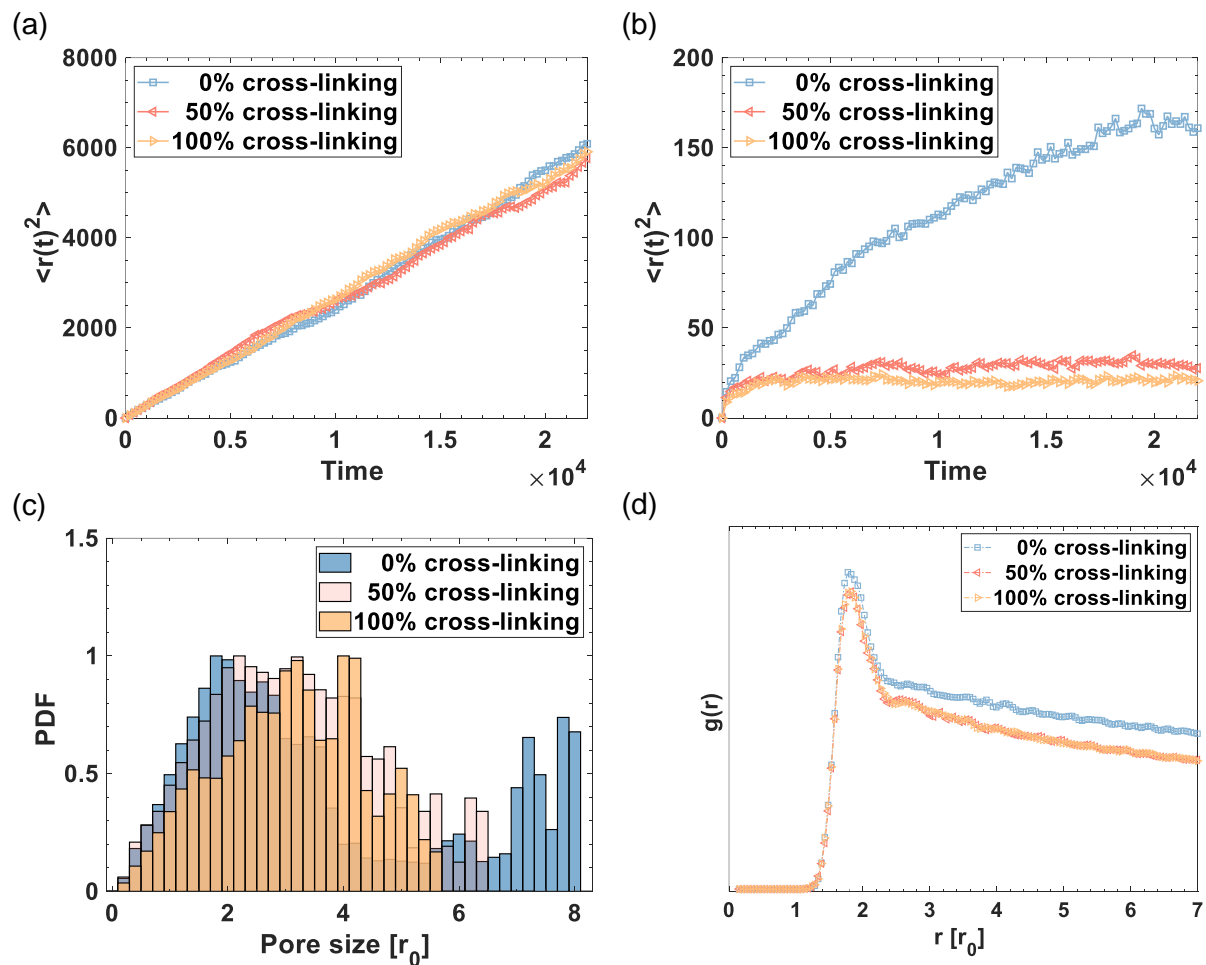 (a)
8000
6000
4000
2000
0
<r(t)²>
0% cross-linking
50% cross-linking
100% cross-linking
0 0.5 1 1.5 2
Time
×10⁴
(b)
200
150
100
50
0
<r(t)²>
0% cross-linking
50% cross-linking
100% cross-linking
0 0.5 1 1.5 2
Time
×10⁴
(c)
1.5
1
0.5
0
PDF
0% cross-linking
50% cross-linking
100% cross-linking
0 2 4 6 8
Pore size [r₀]
(d)
g(r)
0% cross-linking
50% cross-linking
100% cross-linking
0 1 2 3 4 5 6 7
r [r₀]